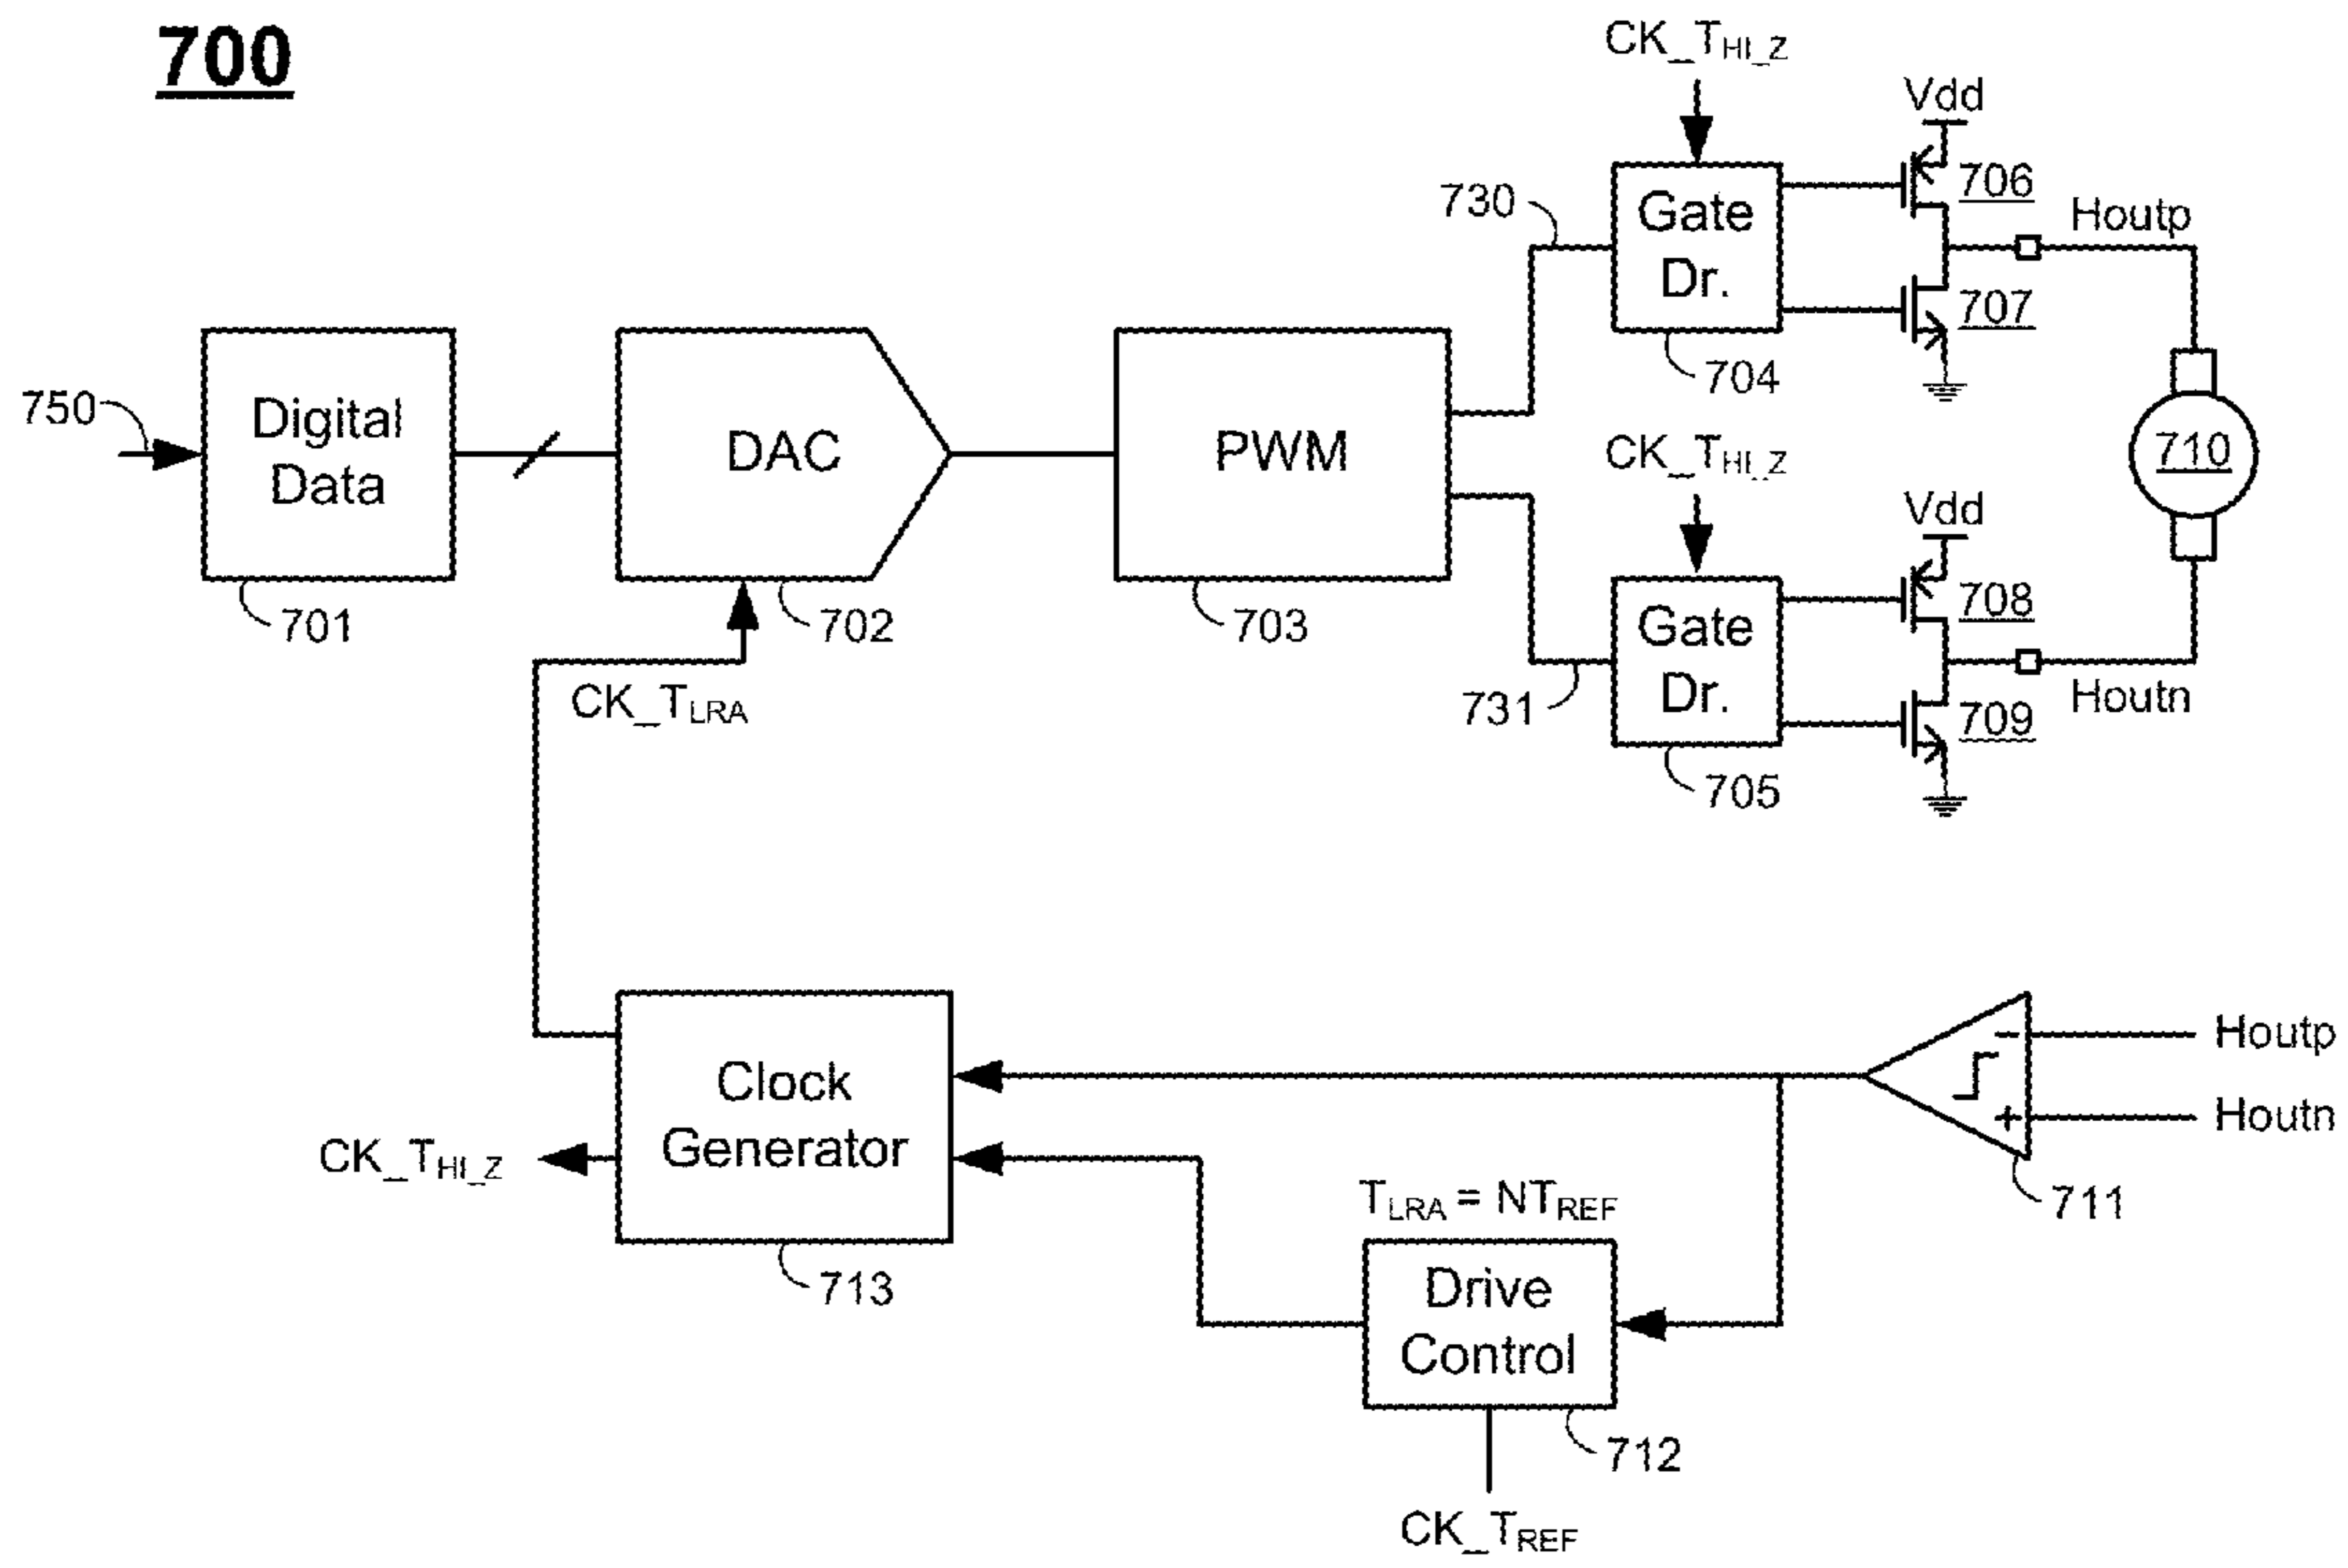 700
CK_THI_Z
Vdd
706
730
Gate
Dr.
Houtp
707
704
750
Digital
Data
DAC
PWM
CK_THI_Z
710
Vdd
708
701
702
703
Gate
Dr.
CK_TLRA
731
Houtn
709
705
Clock
Generator
Houtp
Houtn
CK_THI_Z
711
TLRA = NTREF
713
Drive
Control
712
CK_TREF